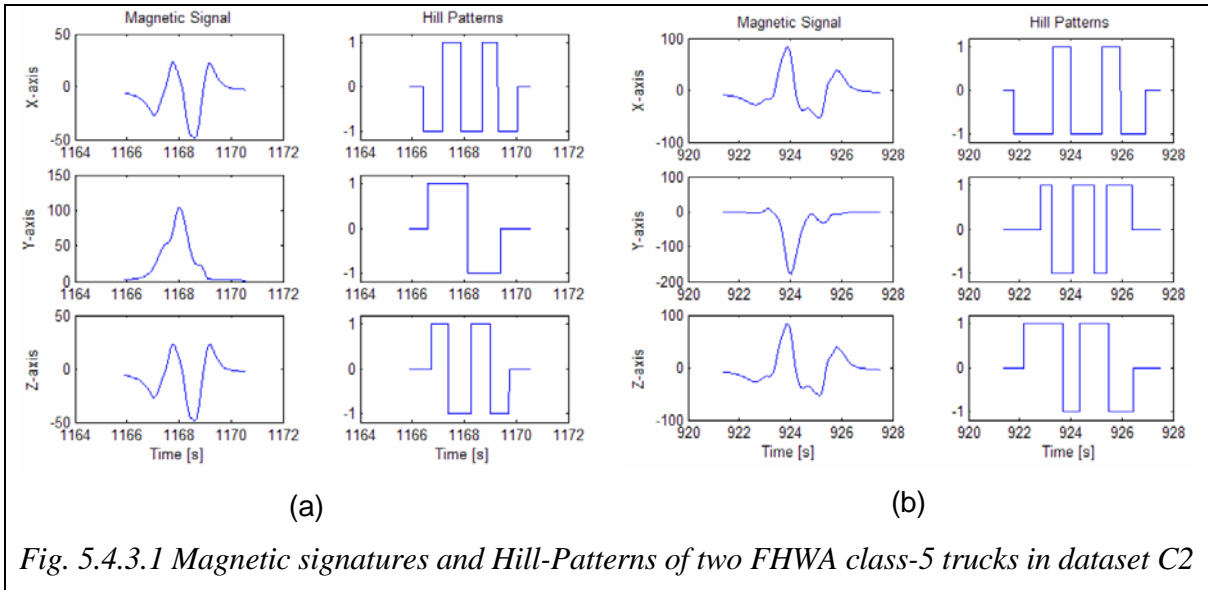 Magnetic Signal
Hill Patterns
Magnetic Signal
Hill Patterns
X-axis
50
0
-50
1164 1166 1168 1170 1172
1
0
-1
1164 1166 1168 1170 1172
X-axis
100
0
-100
920 922 924 926 928
1
0
-1
920 922 924 926 928
Y-axis
150
100
50
0
1164 1166 1168 1170 1172
1
0
-1
1164 1166 1168 1170 1172
Y-axis
100
0
-100
-200
920 922 924 926 928
1
0
-1
920 922 924 926 928
Z-axis
50
0
-50
1164 1166 1168 1170 1172
Time [s]
1
0
-1
1164 1166 1168 1170 1172
Time [s]
Z-axis
100
0
-100
920 922 924 926 928
Time [s]
1
0
-1
920 922 924 926 928
Time [s]
(a)
(b)
Fig. 5.4.3.1 Magnetic signatures and Hill-Patterns of two FHWA class-5 trucks in dataset C2